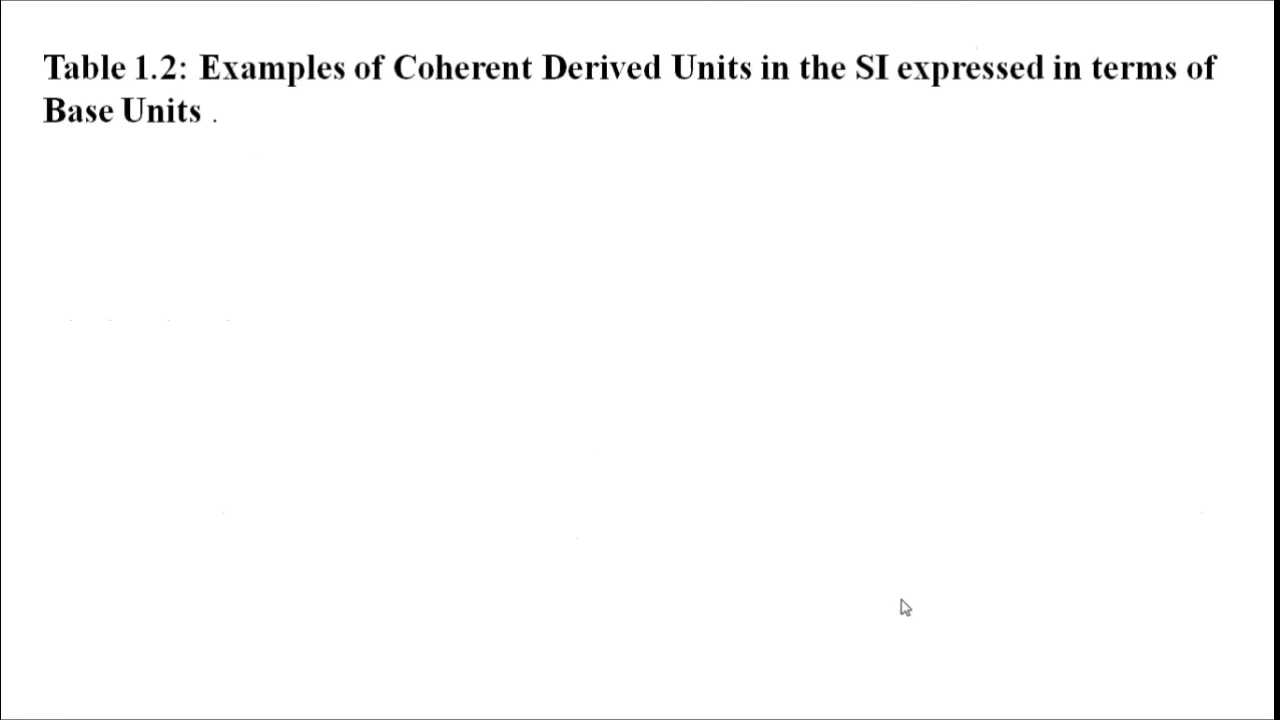 Table 1.2: Examples of Coherent Derived Units in the SI expressed in terms of
Base Units .